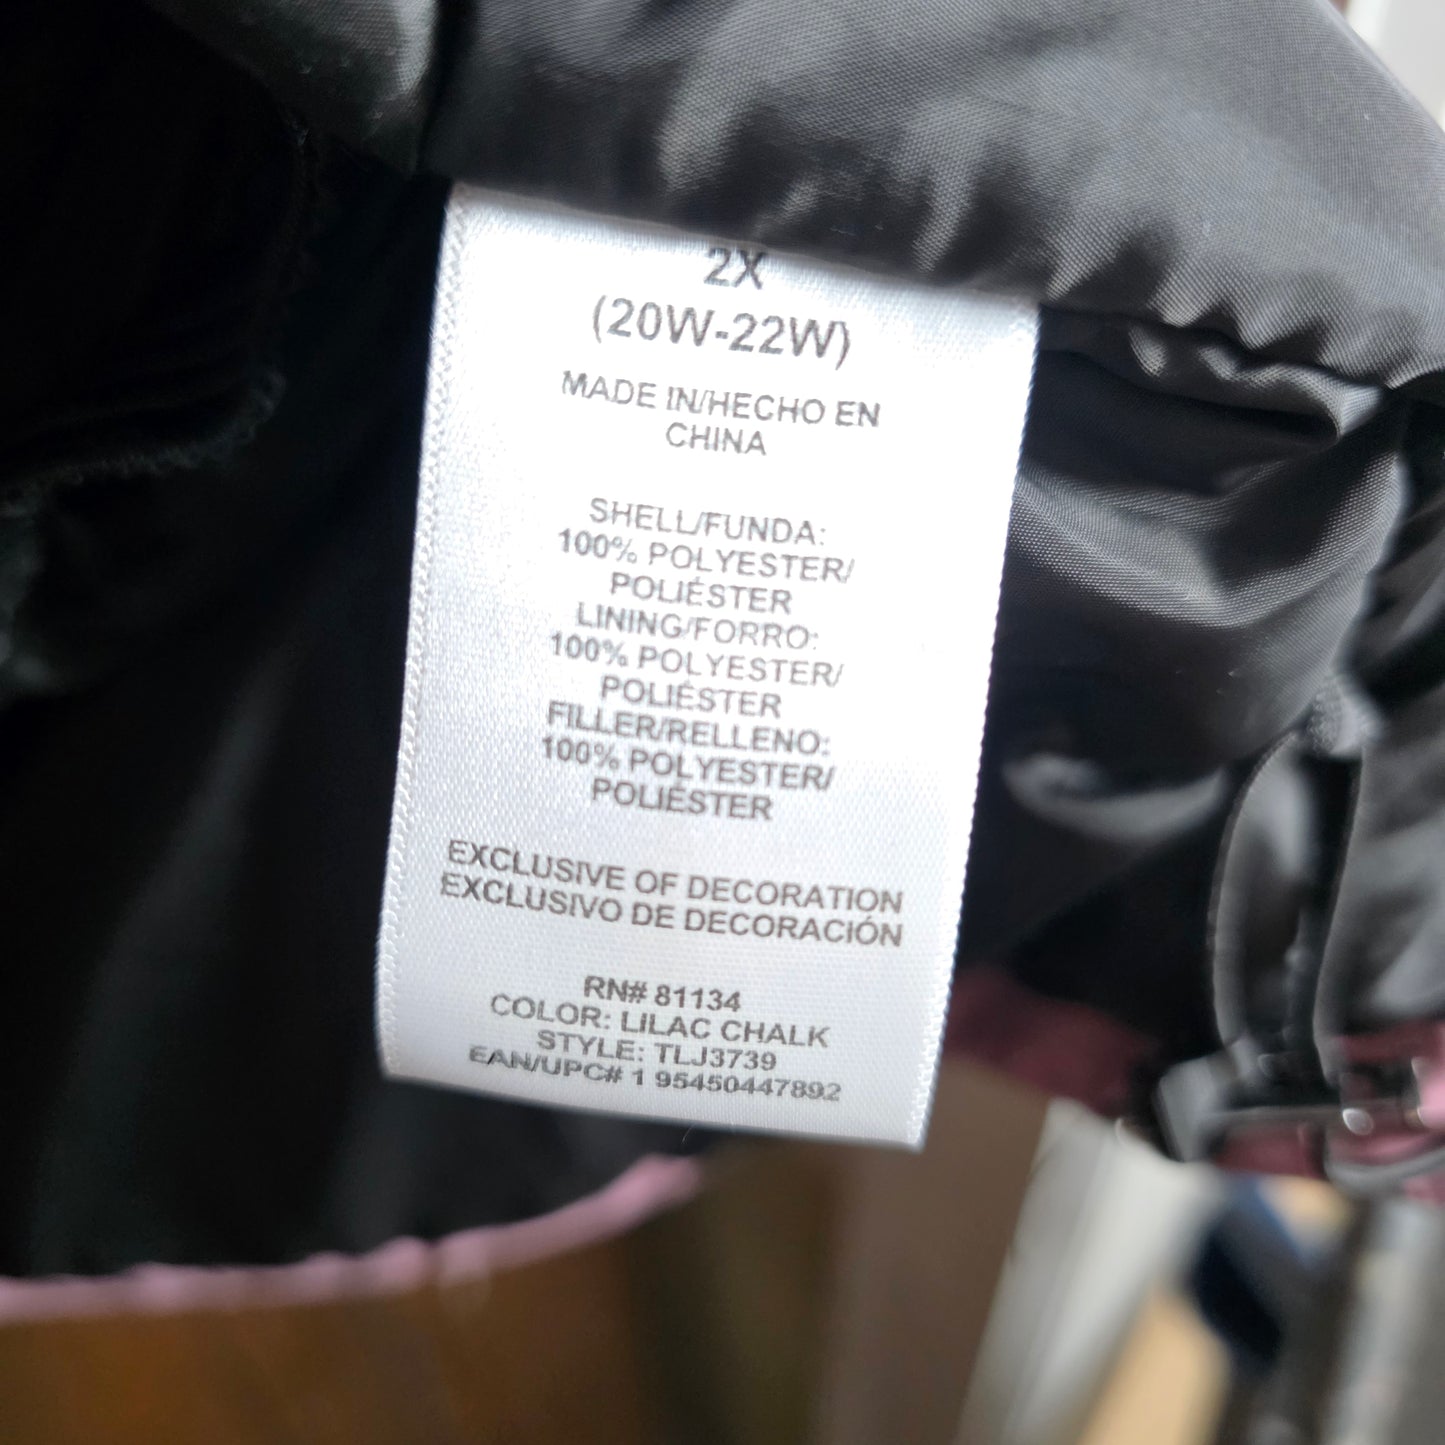 2X
(20W-22W)
MADE IN/HECHO EN
CHINA
SHELL/FUNDA:
100% POLYESTER/
POLIÉSTER
LINING/FORRO:
100% POLYESTER/
POLIÉSTER
FILLER/RELLENO:
100% POLYESTER/
POLIÉSTER
EXCLUSIVE OF DECORATION
EXCLUSIVO DE DECORACIÓN
RN# 81134
COLOR: LILAC CHALK
STYLE: TLJ3739
EAN/UPC# 1 95450447892